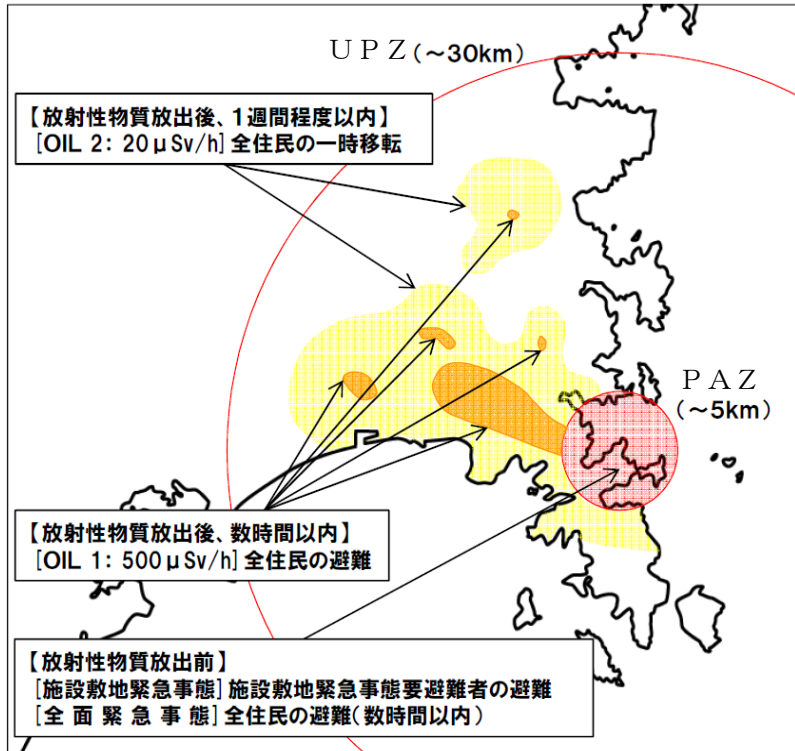 ＵＰＺ(～30km)
【放射性物質放出後、1週間程度以内】
[OIL 2: 20μSv/h]全住民の一時移転
ＰＡＺ
(～5km)
【放射性物質放出後、数時間以内】
[OIL 1: 500μSv/h]全住民の避難
【放射性物質放出前】
[施設敷地緊急事態]施設敷地緊急事態要避難者の避難
[全 面 緊 急 事 態]全住民の避難(数時間以内)